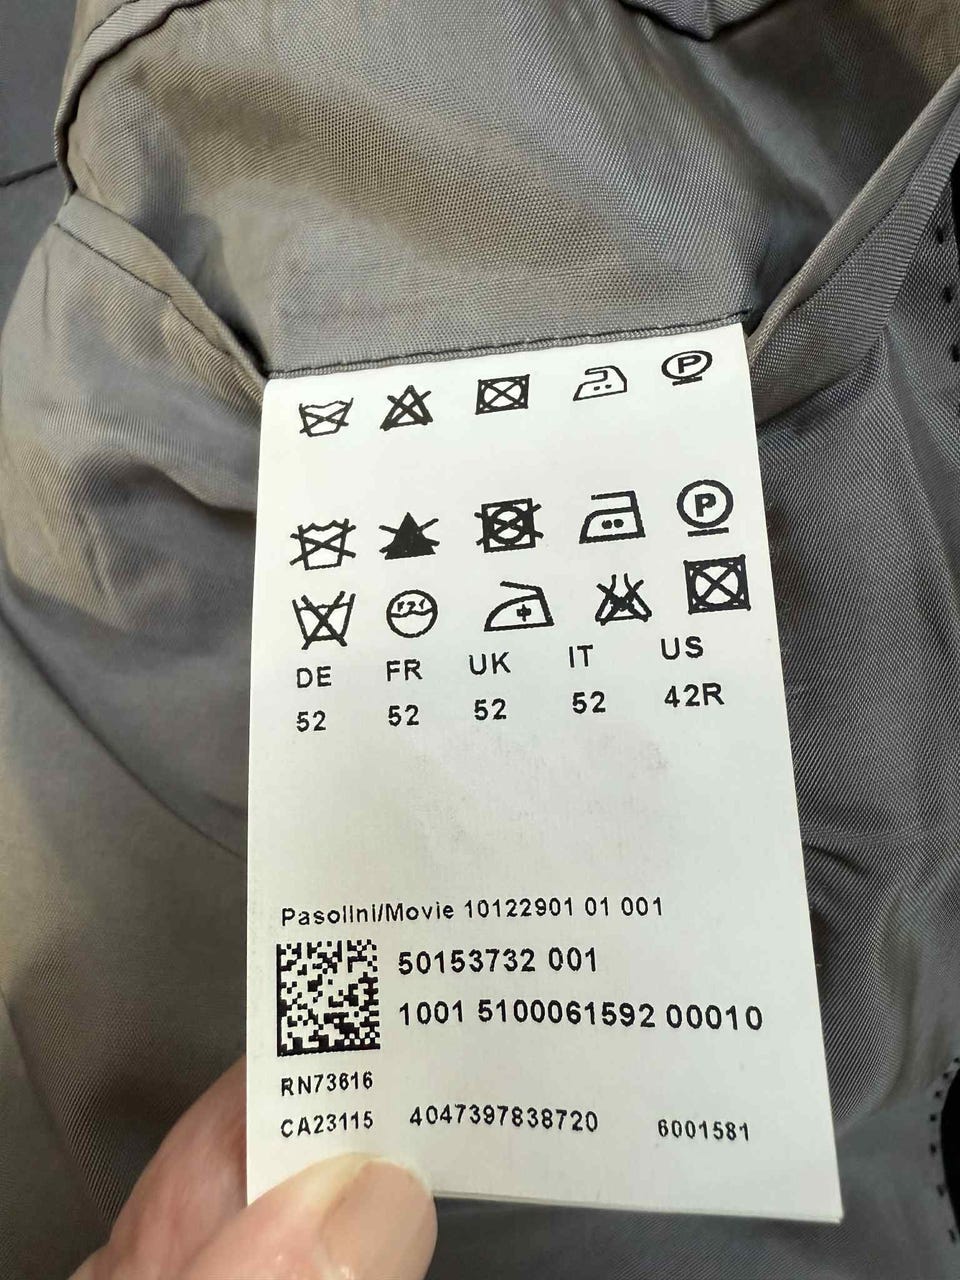 P
P
DE FR UK IT US
52 52 52 52 42R
Pasolini/Movie 10122901 01 001
50153732 001
1001 5100061592 00010
RN73616
CA23115 4047397838720 6001581